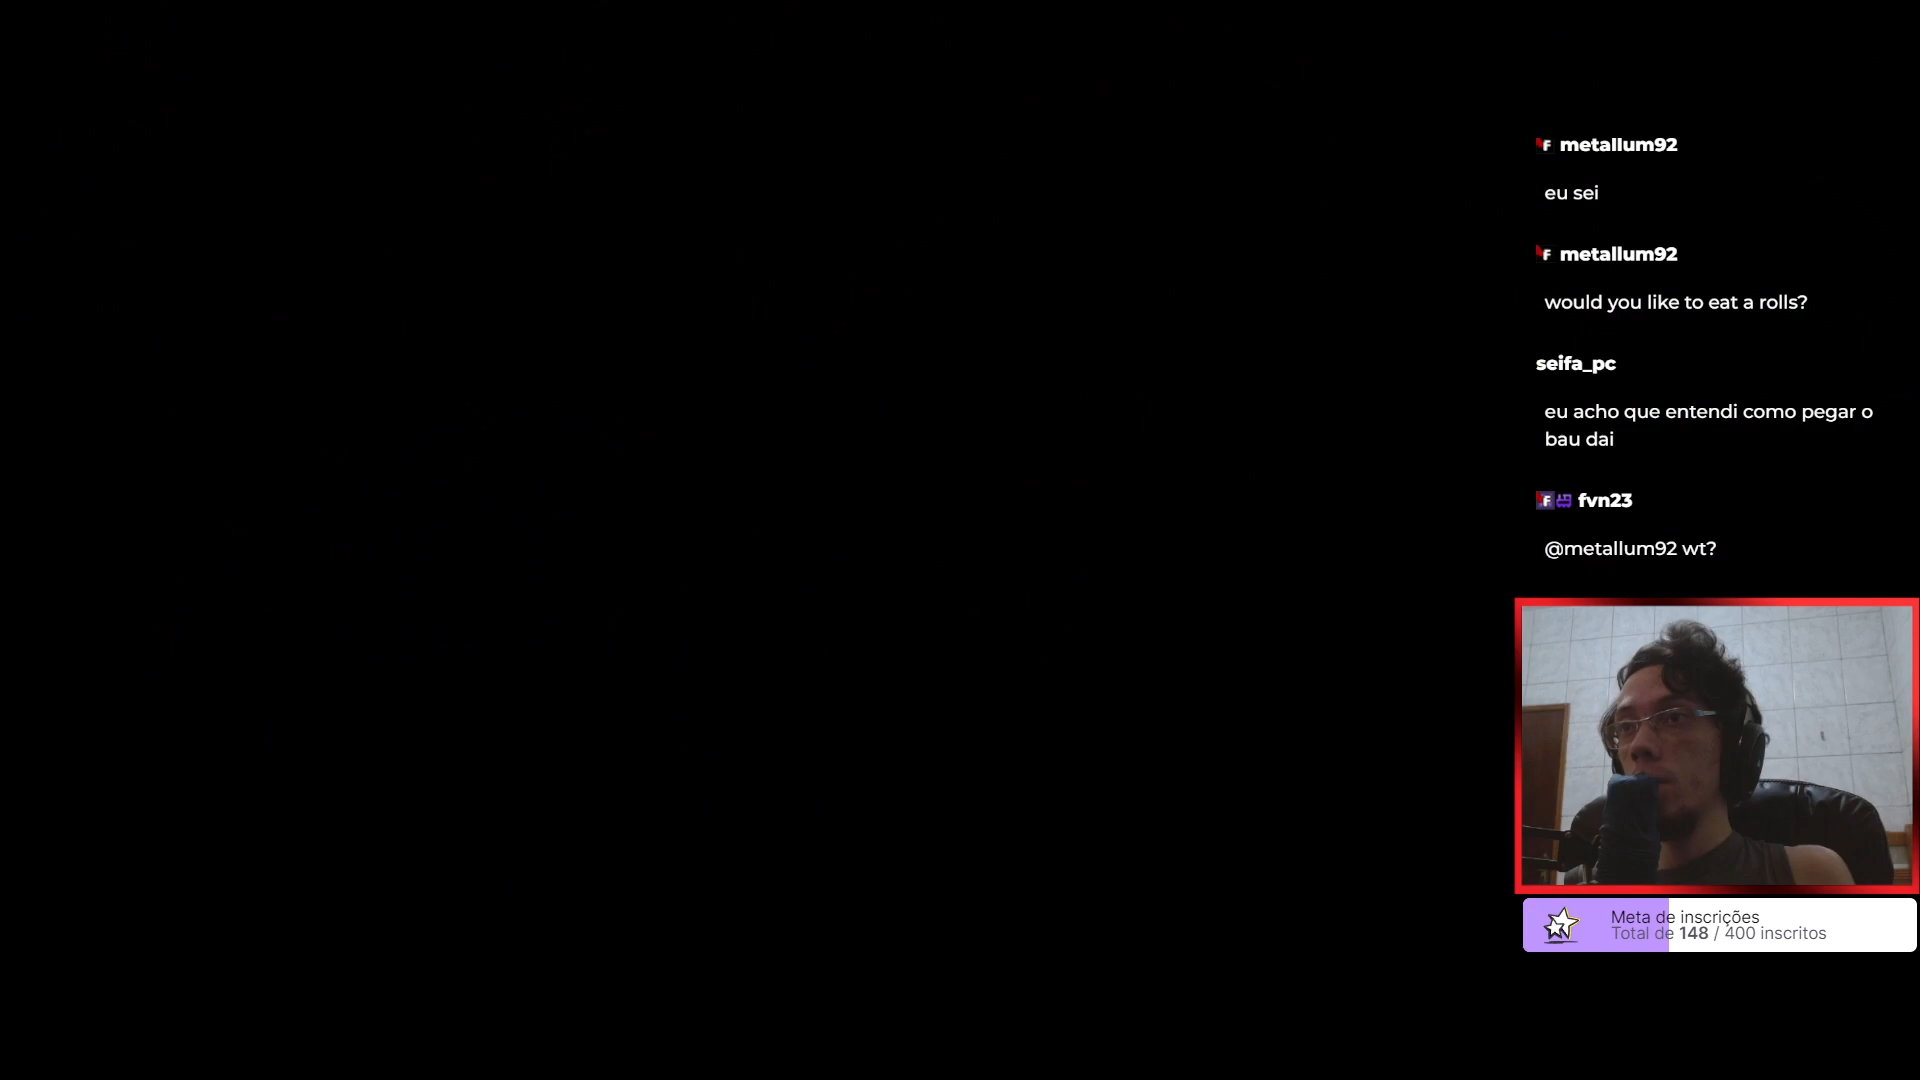 metallum92
eu sei
metallum92
would you like to eat a rolls?
seifa_pc
eu acho que entendi como pegar o
bau dai
fvn23
@metallum92 wt?
Meta de inscrições
Total de 148 / 400 inscritos